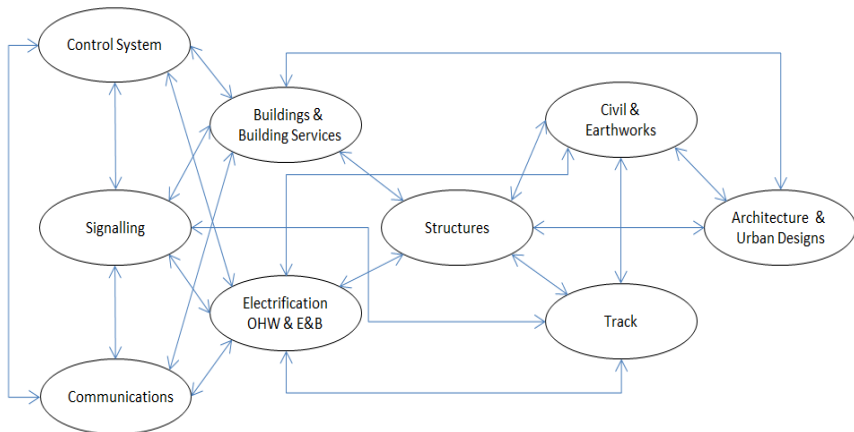 Control System
Buildings &
Building Services
Civil &
Earthworks
Signalling
Structures
Architecture &
Urban Designs
Electrification
OHW & E&B
Track
Communications